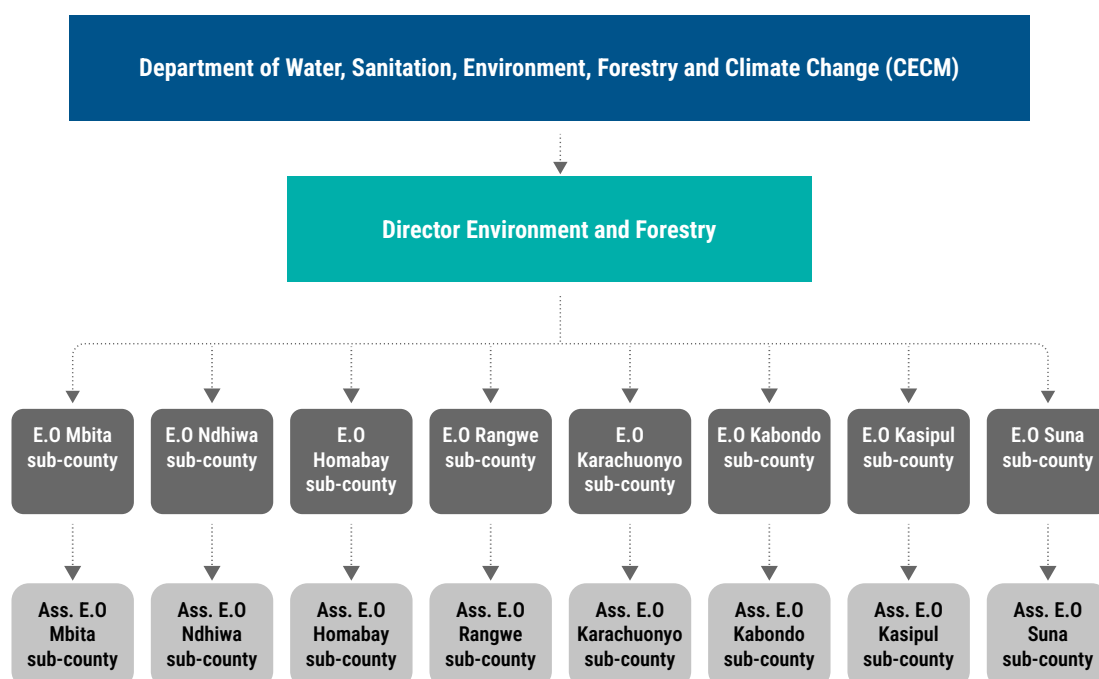 Department of Water, Sanitation, Environment, Forestry and Climate Change (CECM)
Director Environment and Forestry
E.O Mbita
sub-county
E.O Ndhiwa
sub-county
E.O
Homabay
sub-county
E.O Rangwe
sub-county
E.O
Karachuonyo
sub-county
E.O Kabondo
sub-county
E.O Kasipul
sub-county
E.O Suna
sub-county
Ass. E.O
Mbita
sub-county
Ass. E.O
Ndhiwa
sub-county
Ass. E.O
Homabay
sub-county
Ass. E.O
Rangwe
sub-county
Ass. E.O
Karachuonyo
sub-county
Ass. E.O
Kabondo
sub-county
Ass. E.O
Kasipul
sub-county
Ass. E.O
Suna
sub-county